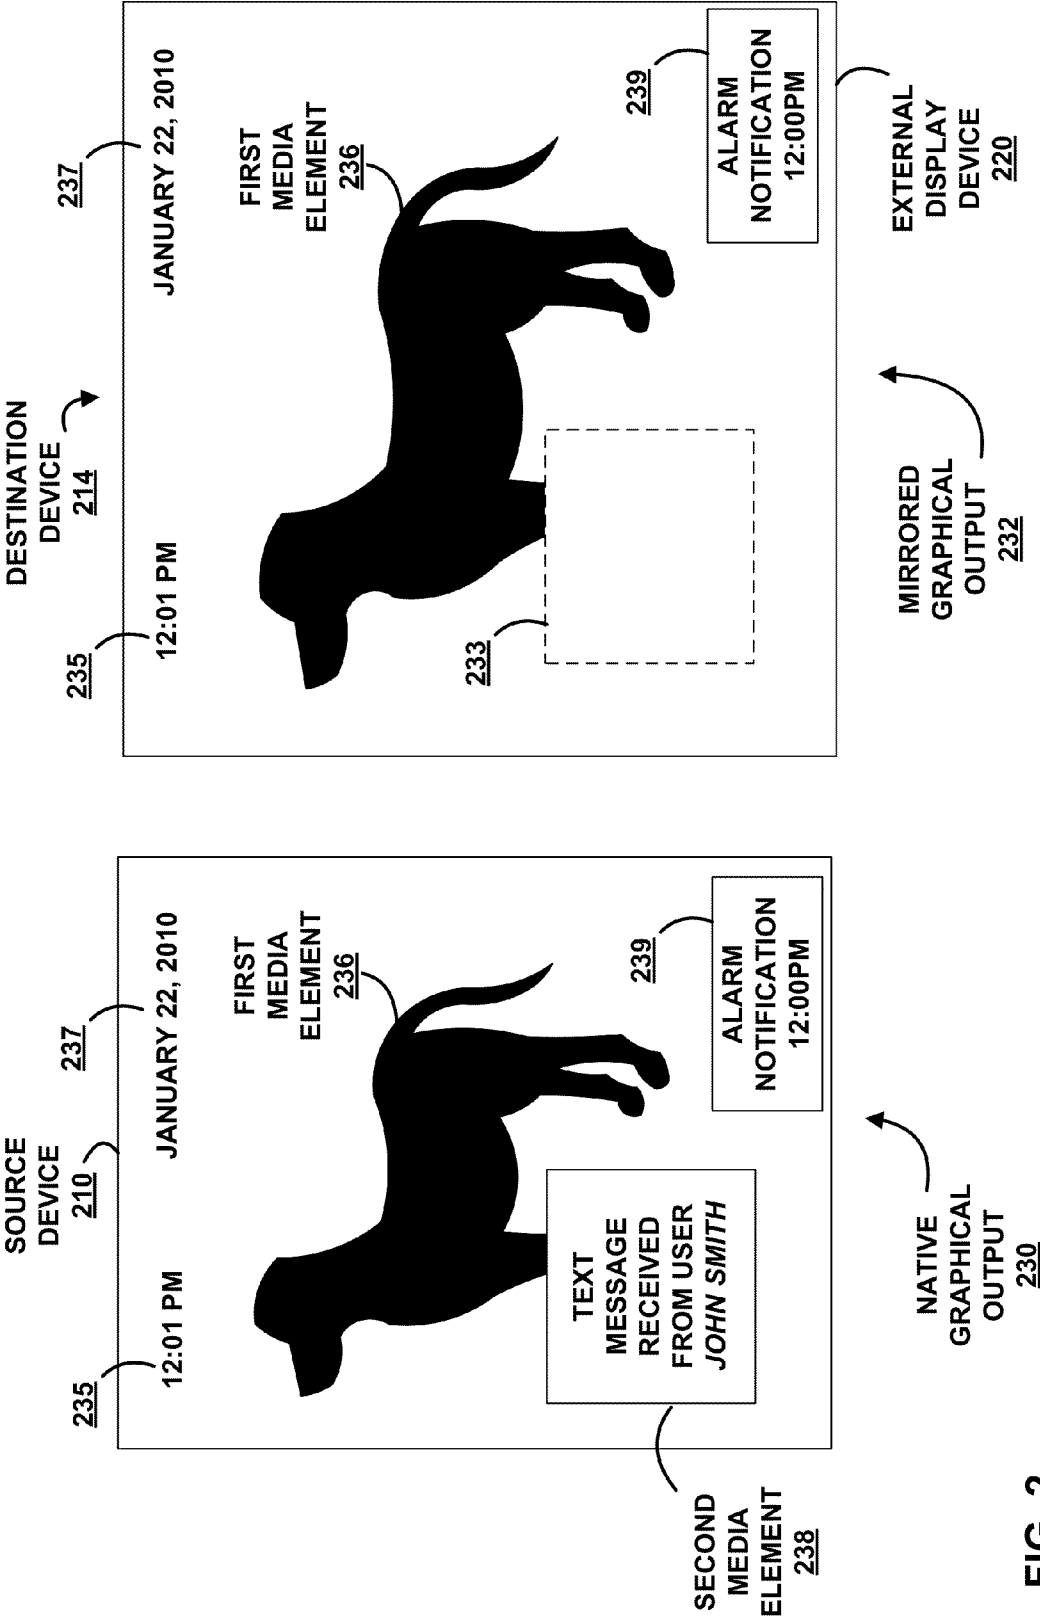 SOURCE
DEVICE
210
235
12:01 PM
237
JANUARY 22, 2010
FIRST
MEDIA
ELEMENT
236
239
ALARM
NOTIFICATION
12:00PM
TEXT
MESSAGE
RECEIVED
FROM USER
JOHN SMITH
SECOND
MEDIA
ELEMENT
238
NATIVE
GRAPHICAL
OUTPUT
230
DESTINATION
DEVICE
214
235
12:01 PM
237
JANUARY 22, 2010
FIRST
MEDIA
ELEMENT
236
233
239
ALARM
NOTIFICATION
12:00PM
MIRRORED
GRAPHICAL
OUTPUT
232
EXTERNAL
DISPLAY
DEVICE
220
FIG. 2